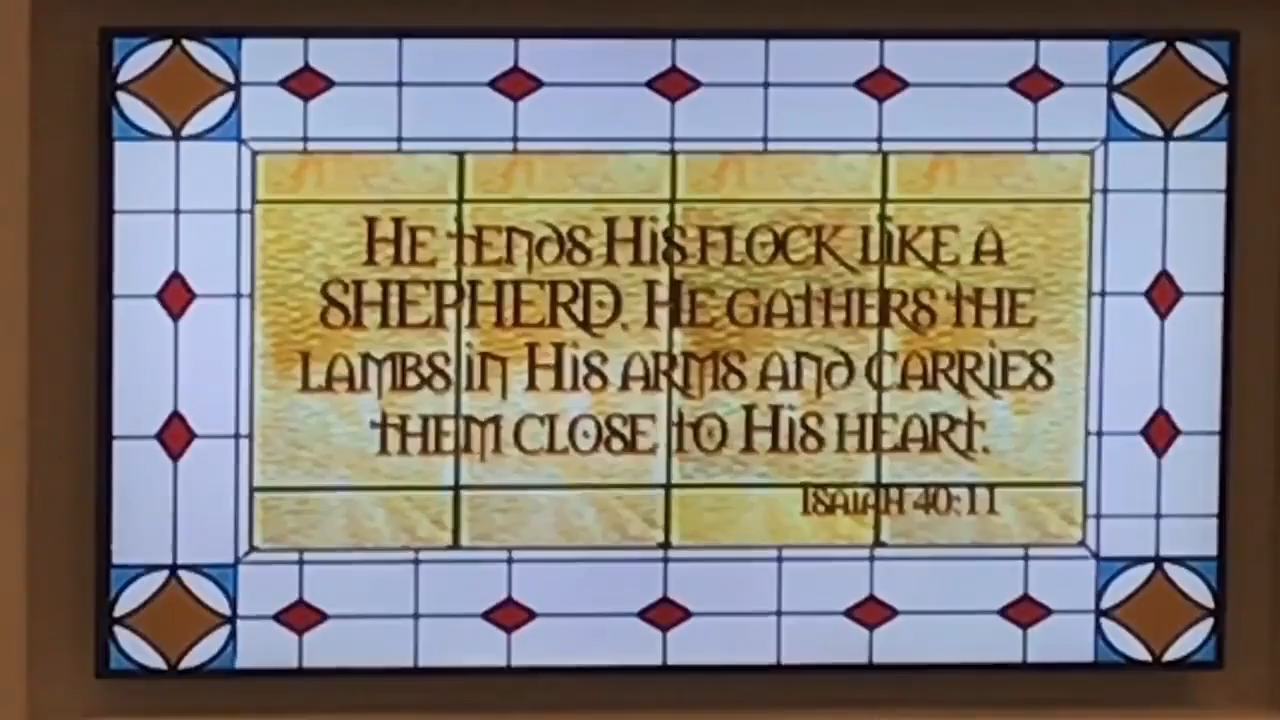 He tends His flock like a
shepherd. He gathers the
lambs in His arms and carries
them close to His heart.
Isaiah 40:11